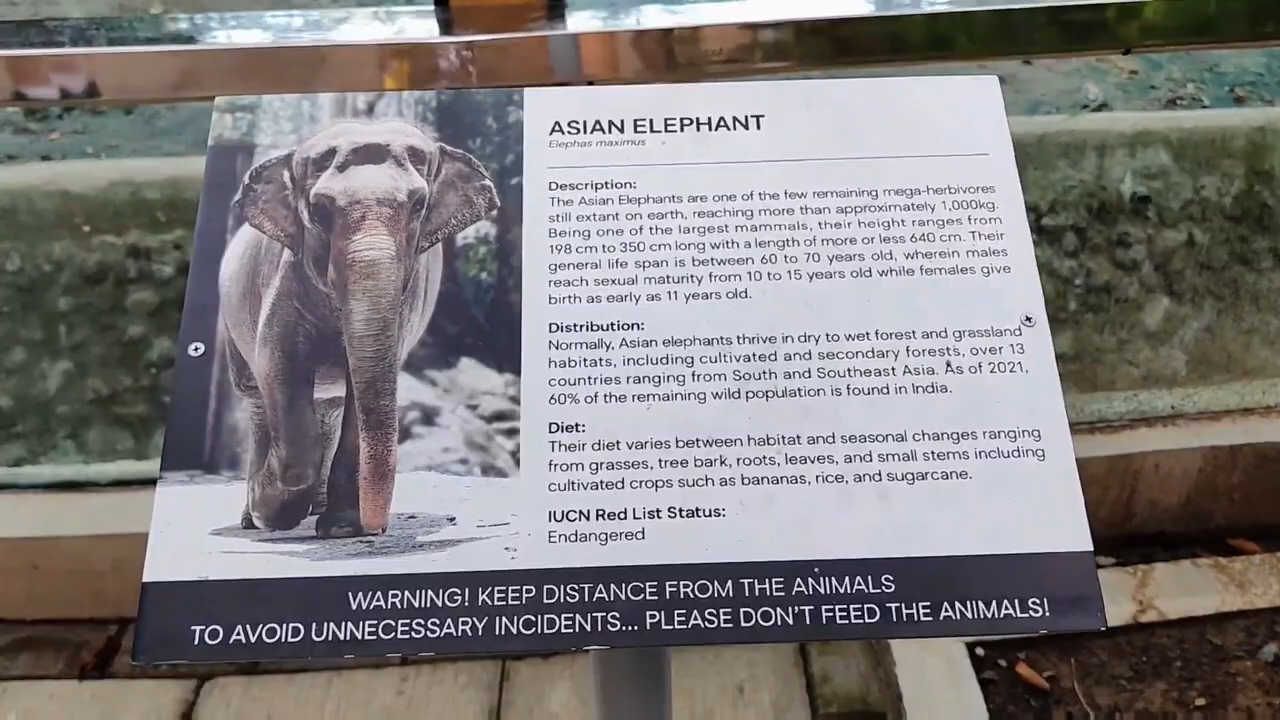 ASIAN ELEPHANT
Elephas maximus
Description:
The Asian Elephants are one of the few remaining mega-herbivores
still extant on earth, reaching more than approximately 1,000kg.
Being one of the largest mammals, their height ranges from
198 cm to 350 cm long with a length of more or less 640 cm. Their
general life span is between 60 to 70 years old, wherein males
reach sexual maturity from 10 to 15 years old while females give
birth as early as 11 years old.
Distribution:
Normally, Asian elephants thrive in dry to wet forest and grassland
habitats, including cultivated and secondary forests, over 13
countries ranging from South and Southeast Asia. As of 2021,
60% of the remaining wild population is found in India.
Diet:
Their diet varies between habitat and seasonal changes ranging
from grasses, tree bark, roots, leaves, and small stems including
cultivated crops such as bananas, rice, and sugarcane.
IUCN Red List Status:
Endangered
WARNING! KEEP DISTANCE FROM THE ANIMALS
TO AVOID UNNECESSARY INCIDENTS... PLEASE DON'T FEED THE ANIMALS!